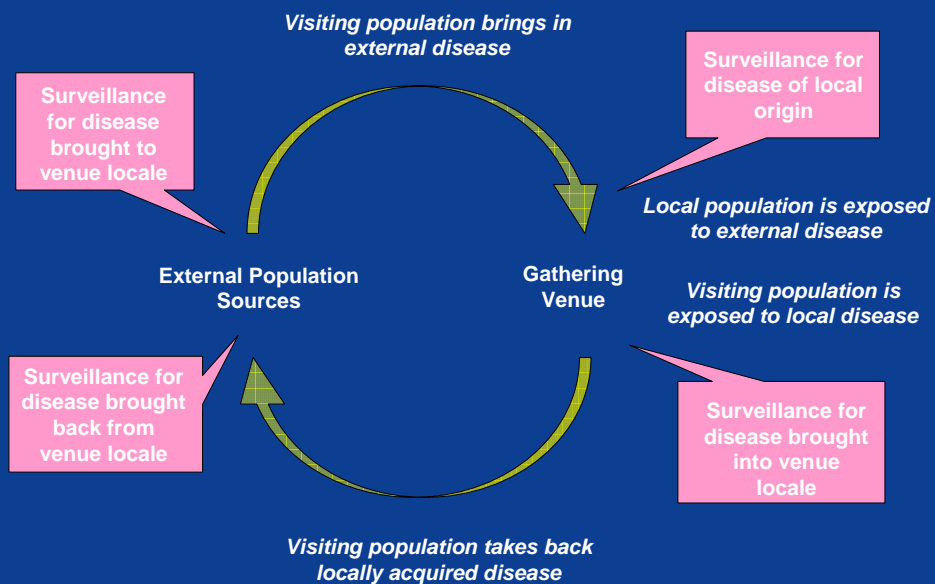 Visiting population brings in
external disease
Surveillance
for disease
brought to
venue locale
Surveillance for
disease of local
origin
Local population is exposed
to external disease
External Population
Sources
Gathering
Venue
Visiting population is
exposed to local disease
Surveillance for
disease brought
back from
venue locale
Surveillance for
disease brought
into venue
locale
Visiting population takes back
locally acquired disease